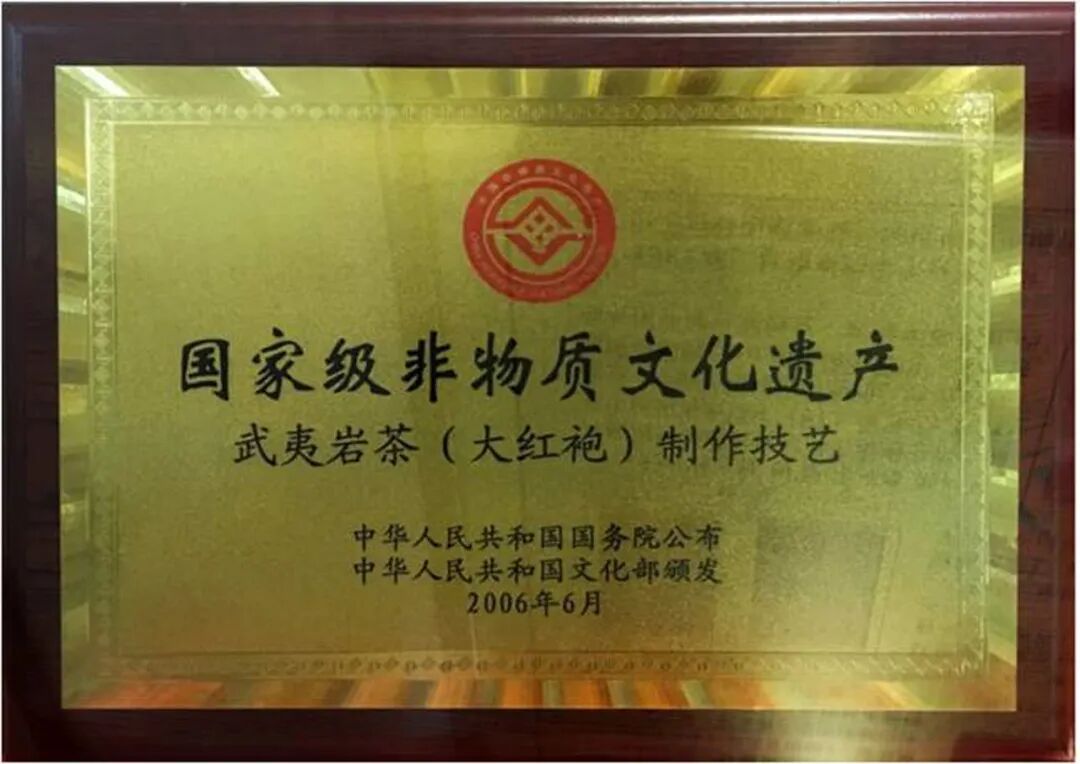 国家级非物质文化遗产
武夷岩茶（大红袍）制作技艺
中华人民共和国国务院公布
中华人民共和国文化部颁发
2006年6月